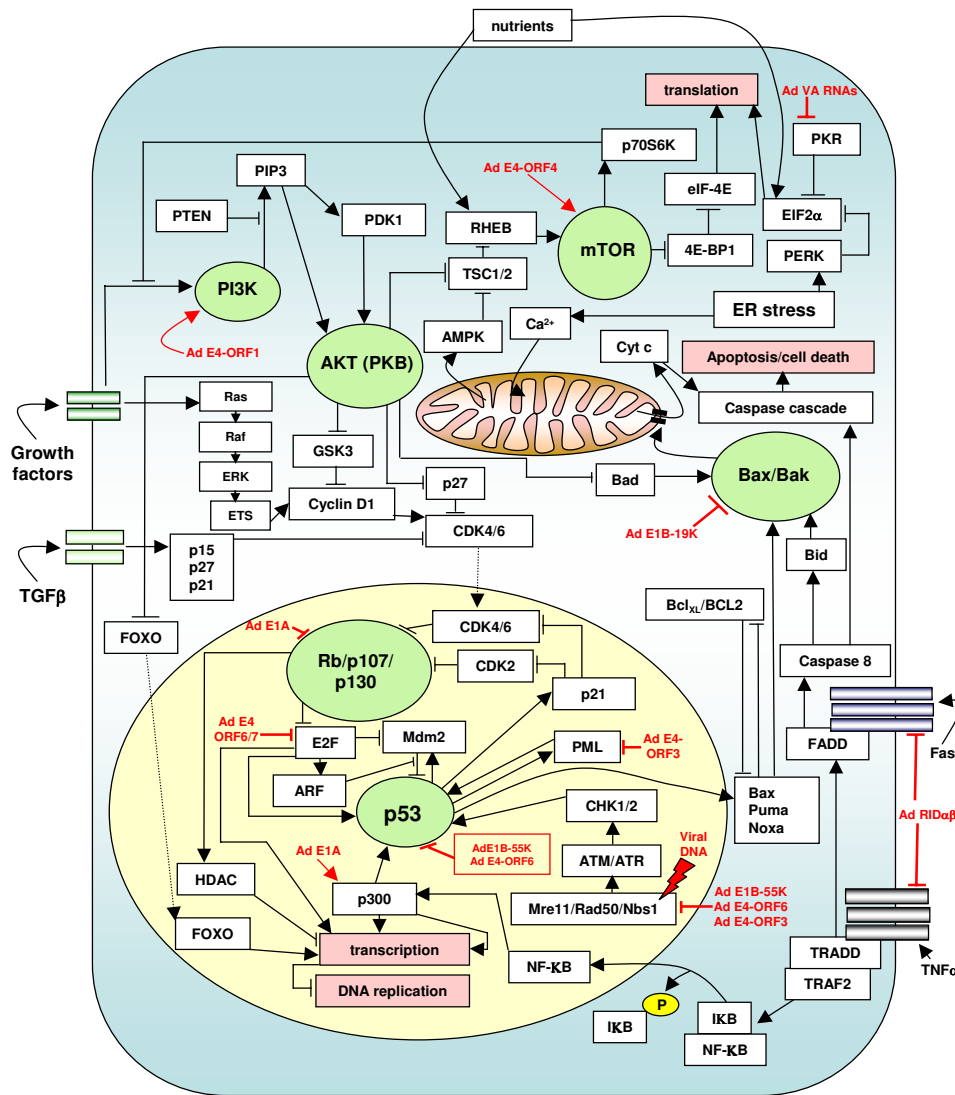 nutrients
translation
Ad VA RNAs
p70S6K
PKR
PIP3
Ad E4-ORF4
eIF-4E
PTEN
PDK1
RHEB
EIF2α
mTOR
4E-BP1
PERK
TSC1/2
PI3K
ER stress
Ca2+
AMPK
Cyt c
Ad E4-ORF1
AKT (PKB)
Apoptosis/cell death
Ras
Caspase cascade
Growth
factors
Raf
GSK3
ERK
p27
Bad
Bax/Bak
ETS
Cyclin D1
CDK4/6
Ad E1B-19K
TGFβ
p15
p27
p21
Bid
BclXL/BCL2
FOXO
Ad E1A
CDK4/6
Rb/p107/
p130
CDK2
Caspase 8
p21
Ad E4
ORF6/7
E2F
Mdm2
PML
Ad E4-
ORF3
FADD
Fas
ARF
Bax
Puma
Noxa
p53
CHK1/2
Ad RIDαβ
AdE1B-55K
Ad E4-ORF6
Viral
DNA
Ad E1A
ATM/ATR
HDAC
p300
Mre11/Rad50/Nbs1
Ad E1B-55K
Ad E4-ORF6
Ad E4-ORF3
FOXO
transcription
NF-κB
TRADD
TNFα
DNA replication
TRAF2
P
IκB
IκB
NF-κB